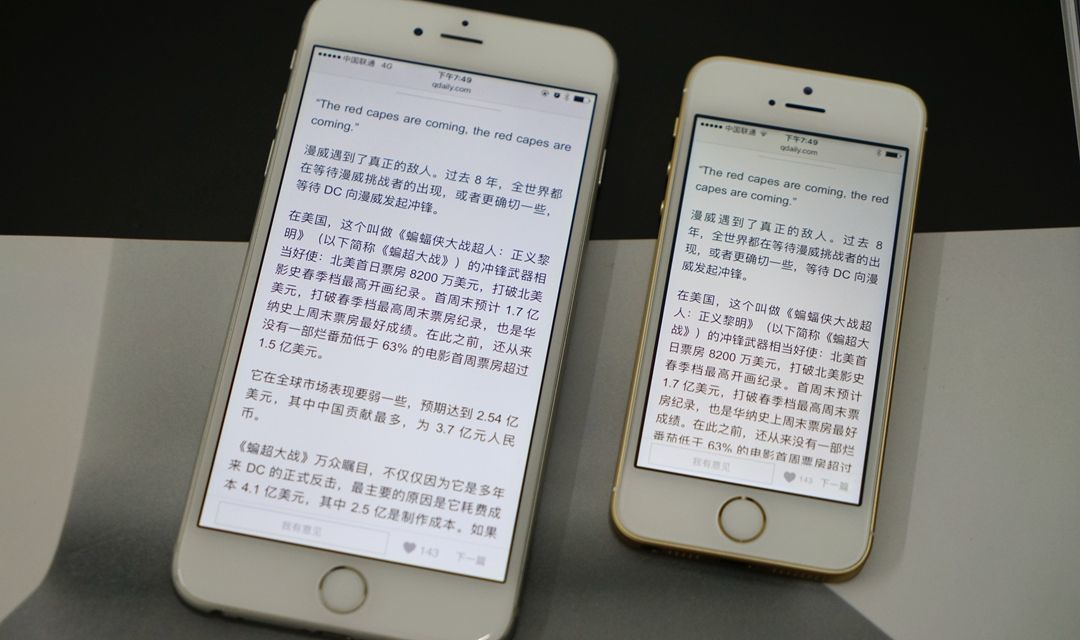 中国联通 4G
下午7:49
qdaily.com
“The red capes are coming, the red capes are
coming.”
漫威遇到了真正的敌人。过去 8 年，全世界都
在等待漫威挑战者的出现，或者更确切一些，
等待 DC 向漫威发起冲锋。
在美国，这个叫做《蝙蝠侠大战超人：正义黎
明》（以下简称《蝙超大战》）的冲锋武器相
当好使：北美首日票房 8200 万美元，打破北美
影史春季档最高开画纪录。首周末预计 1.7 亿
美元，打破春季档最高周末票房纪录，也是华
纳史上周末票房最好成绩。在此之前，还从来
没有一部烂番茄低于 63% 的电影首周票房超过
1.5 亿美元。
它在全球市场表现要弱一些，预期达到 2.54 亿
美元，其中中国贡献最多，为 3.7 亿元人民
币。
《蝙超大战》万众瞩目，不仅仅因为它是多年
来 DC 的正式反击，最主要的原因是它耗费成
本 4.1 亿美元，其中 2.5 亿是制作成本。如果
我有意见
143
下一篇
中国联通
下午7:49
qdaily.com
“The red capes are coming, the red
capes are coming.”
漫威遇到了真正的敌人。过去 8
年，全世界都在等待漫威挑战者的出
现，或者更确切一些，等待 DC 向漫
威发起冲锋。
在美国，这个叫做《蝙蝠侠大战超
人：正义黎明》（以下简称《蝙超大
战》）的冲锋武器相当好使：北美首
日票房 8200 万美元，打破北美影史
春季档最高开画纪录。首周末预计
1.7 亿美元，打破春季档最高周末票
房纪录，也是华纳史上周末票房最好
成绩。在此之前，还从来没有一部烂
番茄低于 63% 的电影首周票房超过
我有意见
143
下一篇